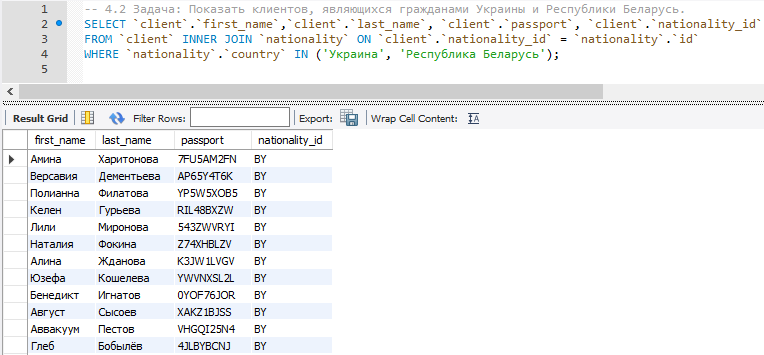 1 -- 4.2 Задача: Показать клиентов, являющихся гражданами Украины и Республики Беларусь.
2 SELECT `client`.`first_name`,`client`.`last_name`, `client`.`passport`, `client`.`nationality_id`
3 FROM `client` INNER JOIN `nationality` ON `client`.`nationality_id` = `nationality`.`id`
4 WHERE `nationality`.`country` IN ('Украина', 'Республика Беларусь');
5
Result Grid Filter Rows: Export: Wrap Cell Content:
first_name last_name passport nationality_id
Амина Харитонова 7FU5AM2FN BY
Версавия Дементьева AP65Y4T6K BY
Полианна Филатова YP5W5XOB5 BY
Келен Гурьева RIL48BXZW BY
Лили Миронова 543ZWVRYI BY
Наталия Фокина Z74XHBLZV BY
Алина Жданова K3JW1LVGV BY
Юзефа Кошелева YWVNXSL2L BY
Бенедикт Игнатов 0YOF76JOR BY
Август Сысоев XAKZ1BJSS BY
Аввакуум Пестов VHGQI25N4 BY
Глеб Бобылёв 4JLBYBCNJ BY